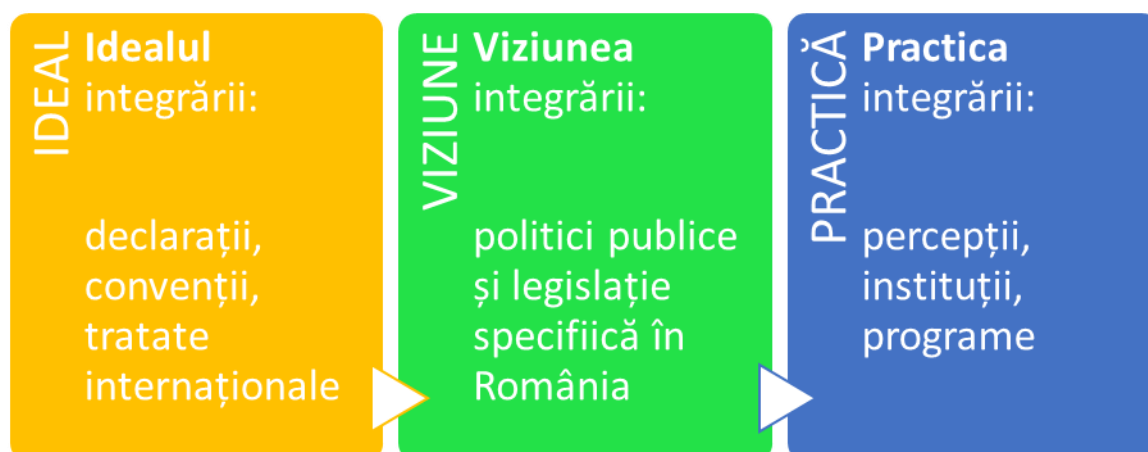 IDEAL
Idealul
integrării:
declarații,
convenții,
tratate
internaționale
VIZIUNE
Viziunea
integrării:
politici publice
și legislație
specifiică în
România
PRACTICĂ
Practica
integrării:
percepții,
instituții,
programe